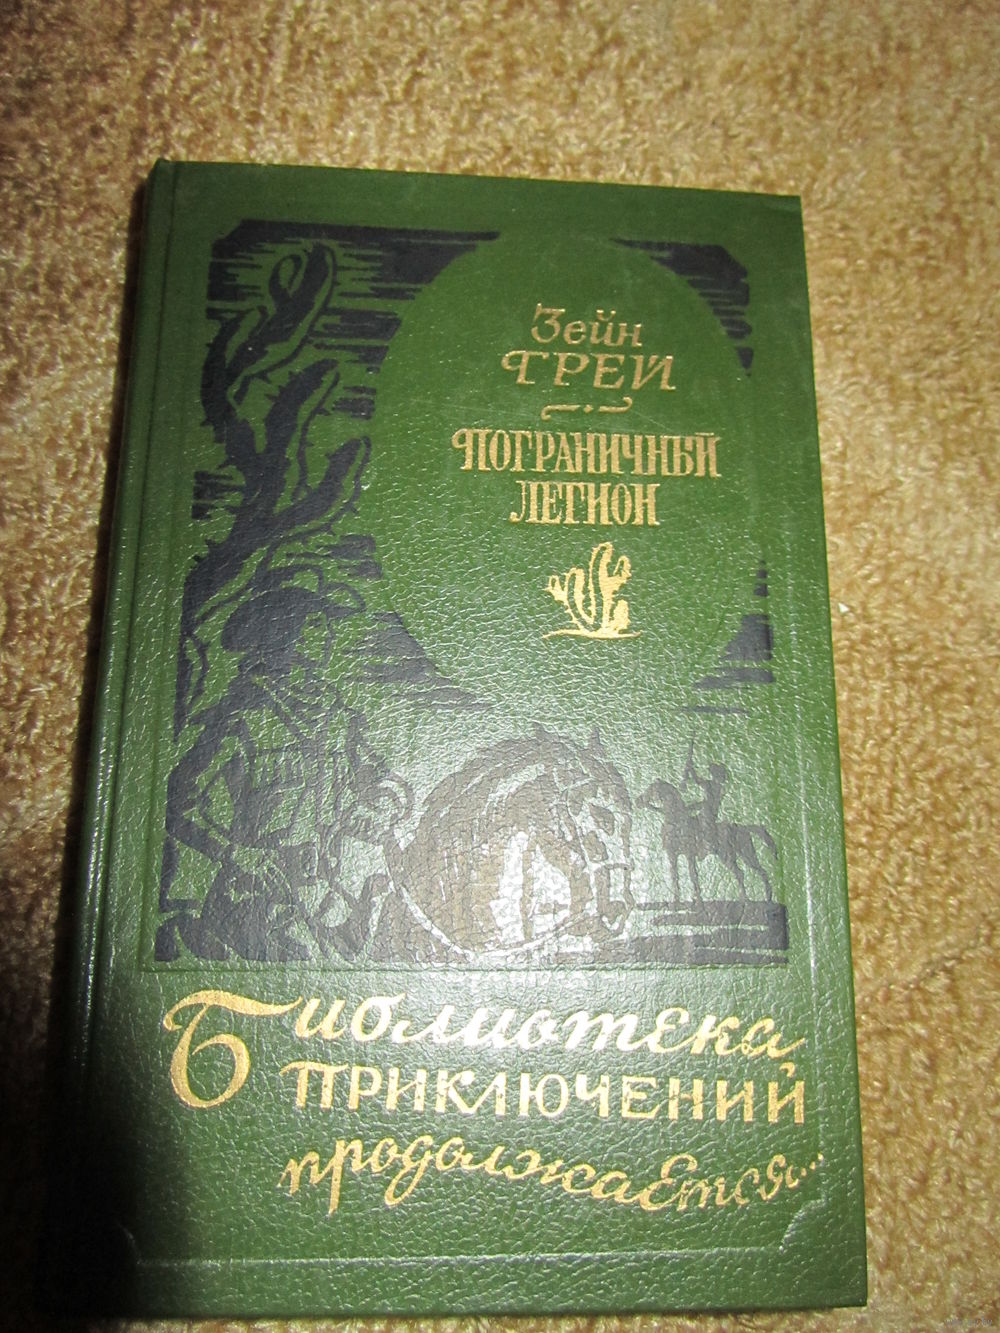 Зейн
ГРЕЙ
ПОГРАНИЧНЫЙ
ЛЕГИОН
Библиотека
ПРИКЛЮЧЕНИЙ
продолжается...